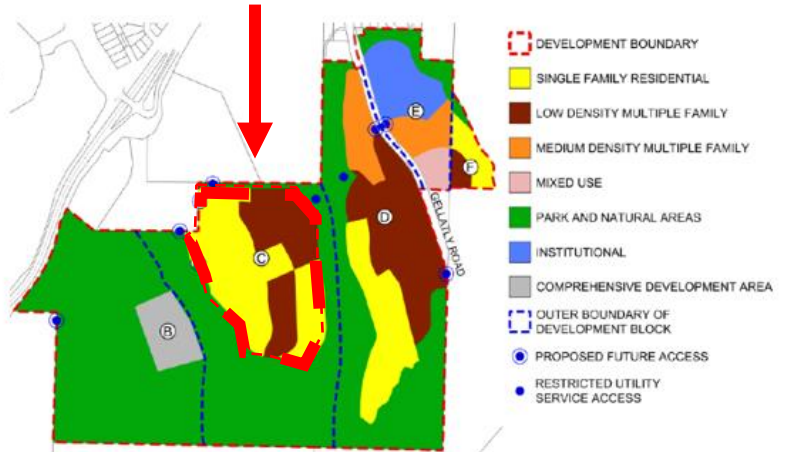 DEVELOPMENT BOUNDARY
SINGLE FAMILY RESIDENTIAL
LOW DENSITY MULTIPLE FAMILY
MEDIUM DENSITY MULTIPLE FAMILY
MIXED USE
PARK AND NATURAL AREAS
INSTITUTIONAL
COMPREHENSIVE DEVELOPMENT AREA
OUTER BOUNDARY OF
DEVELOPMENT BLOCK
PROPOSED FUTURE ACCESS
RESTRICTED UTILITY
SERVICE ACCESS
E
F
D
GELLATLY ROAD
C
B